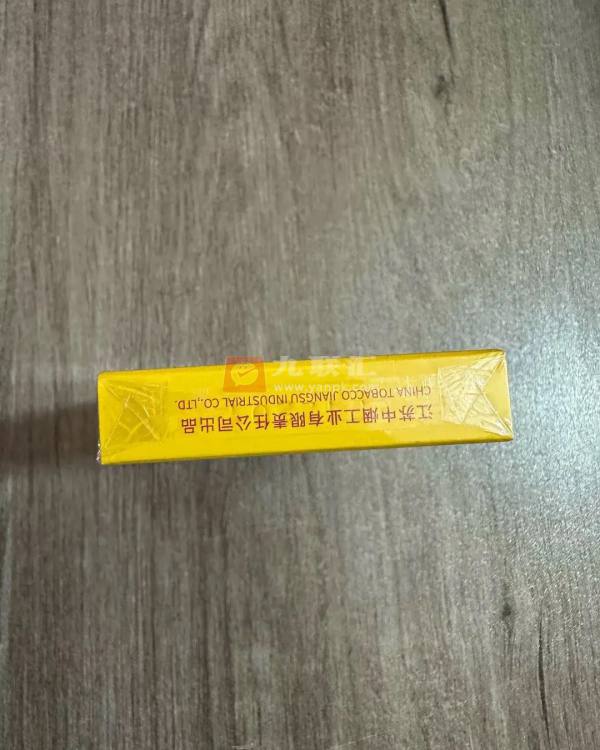 江苏中烟工业有限责任公司出品
CHINA TOBACCO JIANGSU INDUSTRIAL CO.,LTD.
九联汇
www.yanpk.com